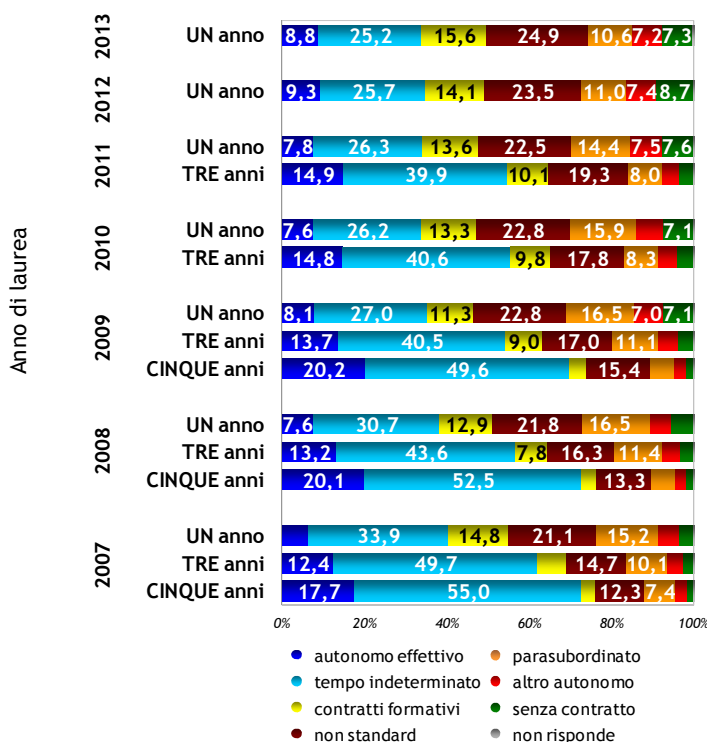 2013
UN anno 8,8 25,2 15,6 24,9 10,6 7,2 7,3
2012
UN anno 9,3 25,7 14,1 23,5 11,0 7,4 8,7
2011
UN anno 7,8 26,3 13,6 22,5 14,4 7,5 7,6
TRE anni 14,9 39,9 10,1 19,3 8,0
2010
UN anno 7,6 26,2 13,3 22,8 15,9 7,1
TRE anni 14,8 40,6 9,8 17,8 8,3
Anno di laurea
2009
UN anno 8,1 27,0 11,3 22,8 16,5 7,0 7,1
TRE anni 13,7 40,5 9,0 17,0 11,1
CINQUE anni 20,2 49,6 15,4
2008
UN anno 7,6 30,7 12,9 21,8 16,5
TRE anni 13,2 43,6 7,8 16,3 11,4
CINQUE anni 20,1 52,5 13,3
2007
UN anno 33,9 14,8 21,1 15,2
TRE anni 12,4 49,7 14,7 10,1
CINQUE anni 17,7 55,0 12,3 7,4
0% 20% 40% 60% 80% 100%
autonomo effettivo parasubordinato
tempo indeterminato altro autonomo
contratti formativi senza contratto
non standard non risponde